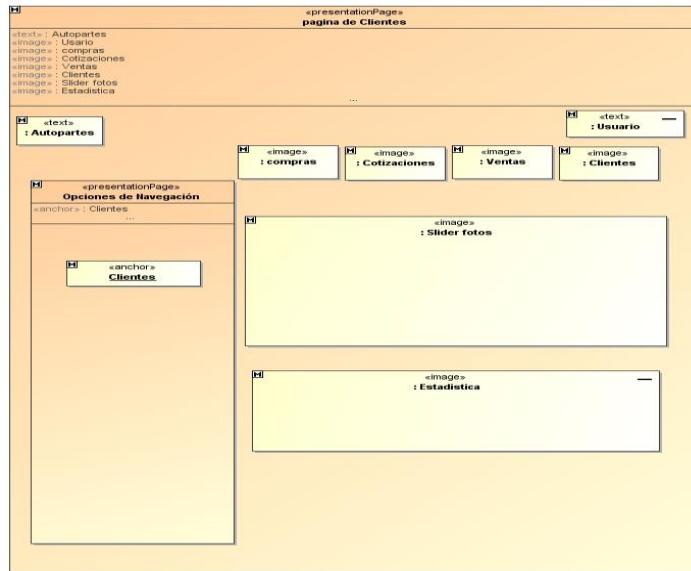 «presentationPage»
pagina de Clientes
«text» : Autopartes
«image» : Usario
«image» : compras
«image» : Cotizaciones
«image» : Ventas
«image» : Clientes
«image» : Slider fotos
«image» : Estadistica
...
«text»
: Autopartes
«text»
: Usuario
«image»
: compras
«image»
: Cotizaciones
«image»
: Ventas
«image»
: Clientes
«presentationPage»
Opciones de Navegación
«anchor» : Clientes
...
«anchor»
Clientes
«image»
: Slider fotos
«image»
: Estadistica